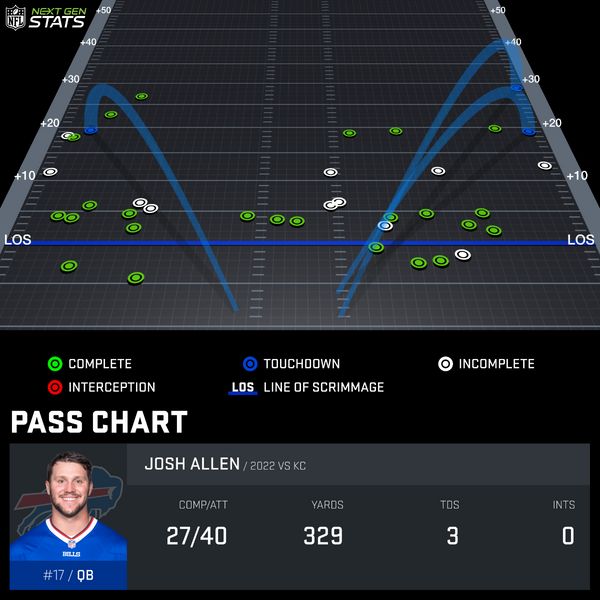 NFL NEXT GEN STATS
+50 +50
+40 +40
+30 +30
+20 +20
+10 +10
LOS LOS
COMPLETE TOUCHDOWN INCOMPLETE
INTERCEPTION LOS LINE OF SCRIMMAGE
PASS CHART
JOSH ALLEN / 2022 VS KC
COMP/ATT YARDS TDS INTS
27/40 329 3 0
BILLS
#17 / QB